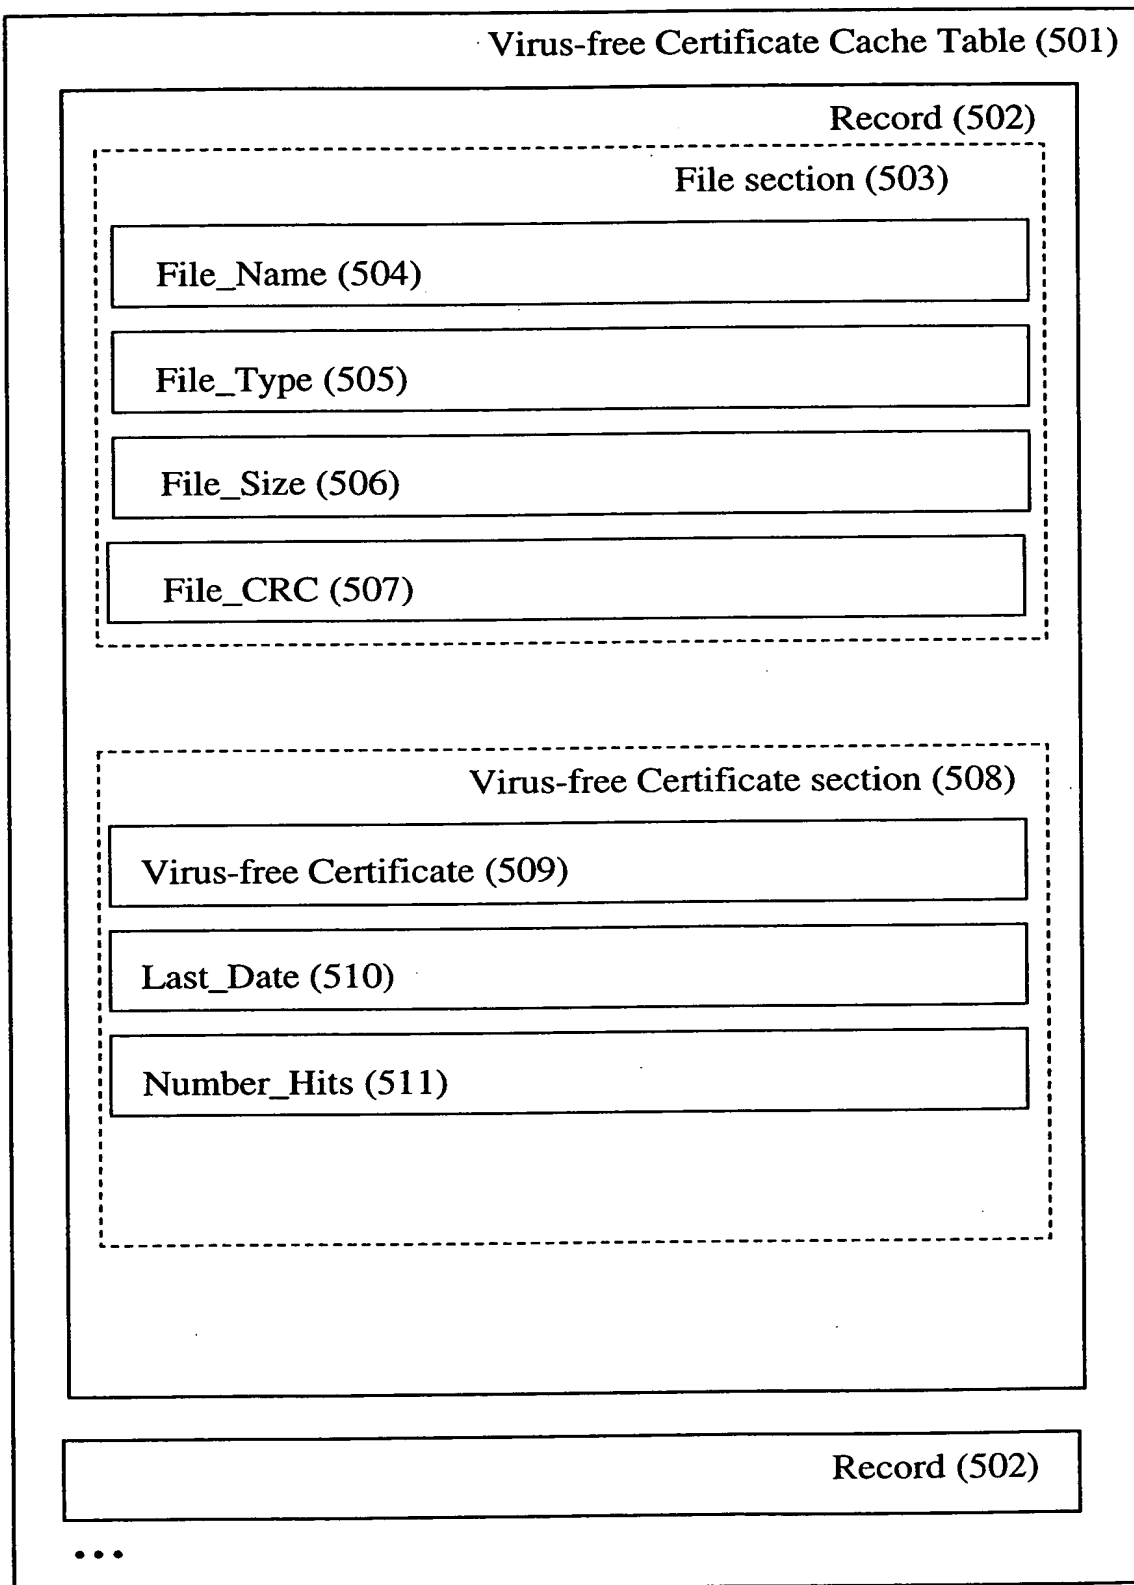 Virus-free Certificate Cache Table (501)
Record (502)
File section (503)
File_Name (504)
File_Type (505)
File_Size (506)
File_CRC (507)
Virus-free Certificate section (508)
Virus-free Certificate (509)
Last_Date (510)
Number_Hits (511)
Record (502)
...